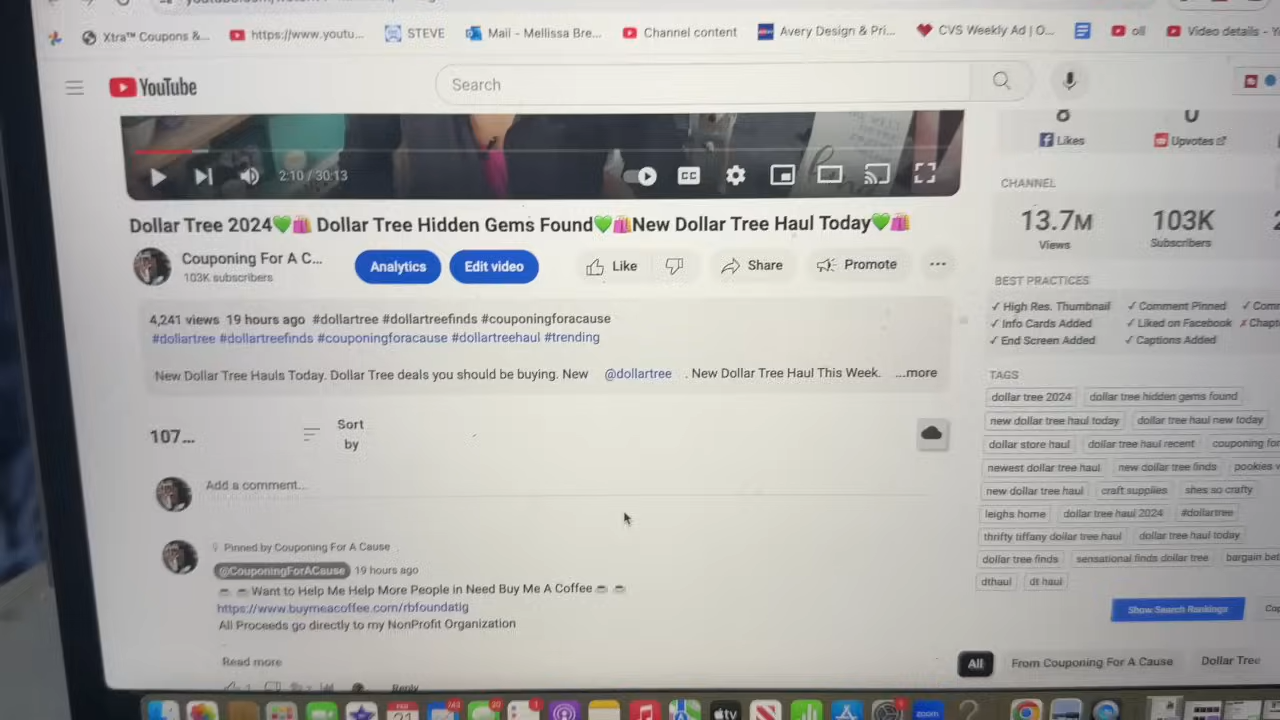 Xtra™ Coupons &...
https://www.youtu...
STEVE
Mail - Mellissa Bre...
Channel content
Avery Design & Pri...
CVS Weekly Ad | O...
oll
Video details - Y
YouTube
Search
Likes
Upvotes
2:10 / 30:13
CC
CHANNEL
13.7M
Views
103K
Subscribers
Dollar Tree 2024💚🛍️ Dollar Tree Hidden Gems Found💚🛍️New Dollar Tree Haul Today💚🛍️
Couponing For A C...
103K subscribers
Analytics
Edit video
Like
Share
Promote
BEST PRACTICES
✓ High Res. Thumbnail ✓ Comment Pinned ✓ Com
✓ Info Cards Added ✓ Liked on Facebook ✗ Chap
✓ End Screen Added ✓ Captions Added
4,241 views 19 hours ago #dollartree #dollartreefinds #couponingforacause
#dollartree #dollartreefinds #couponingforacause #dollartreehaul #trending
New Dollar Tree Hauls Today. Dollar Tree deals you should be buying. New @dollartree . New Dollar Tree Haul This Week. ...more
TAGS
dollar tree 2024 dollar tree hidden gems found
new dollar tree haul today dollar tree haul new today
dollar store haul dollar tree haul recent couponing for
newest dollar tree haul new dollar tree finds pookies
new dollar tree haul craft supplies shes so crafty
leighs home dollar tree haul 2024 #dollartree
thrifty tiffany dollar tree haul dollar tree haul today
dollar tree finds sensational finds dollar tree bargain bet
dthaul dt haul
Show Search Rankings
107...
Sort
by
Add a comment...
Pinned by Couponing For A Cause
@CouponingForACause 19 hours ago
Want to Help Me Help More People in Need Buy Me A Coffee
https://www.buymeacoffee.com/rbfoundatig
All Proceeds go directly to my NonProfit Organization
Read more
Reply
All
From Couponing For A Cause
Dollar Tree
FEB
21
tv
zoom